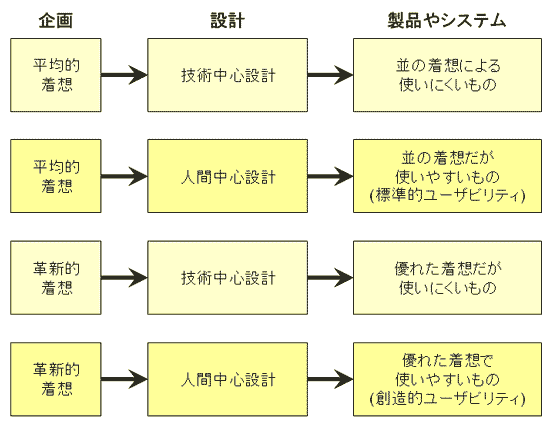 企画 設計 製品やシステム
平均的
着想
技術中心設計
並の着想による
使いにくいもの
平均的
着想
人間中心設計
並の着想だが
使いやすいもの
(標準的ユーザビリティ)
革新的
着想
技術中心設計
優れた着想だが
使いにくいもの
革新的
着想
人間中心設計
優れた着想で
使いやすいもの
(創造的ユーザビリティ)